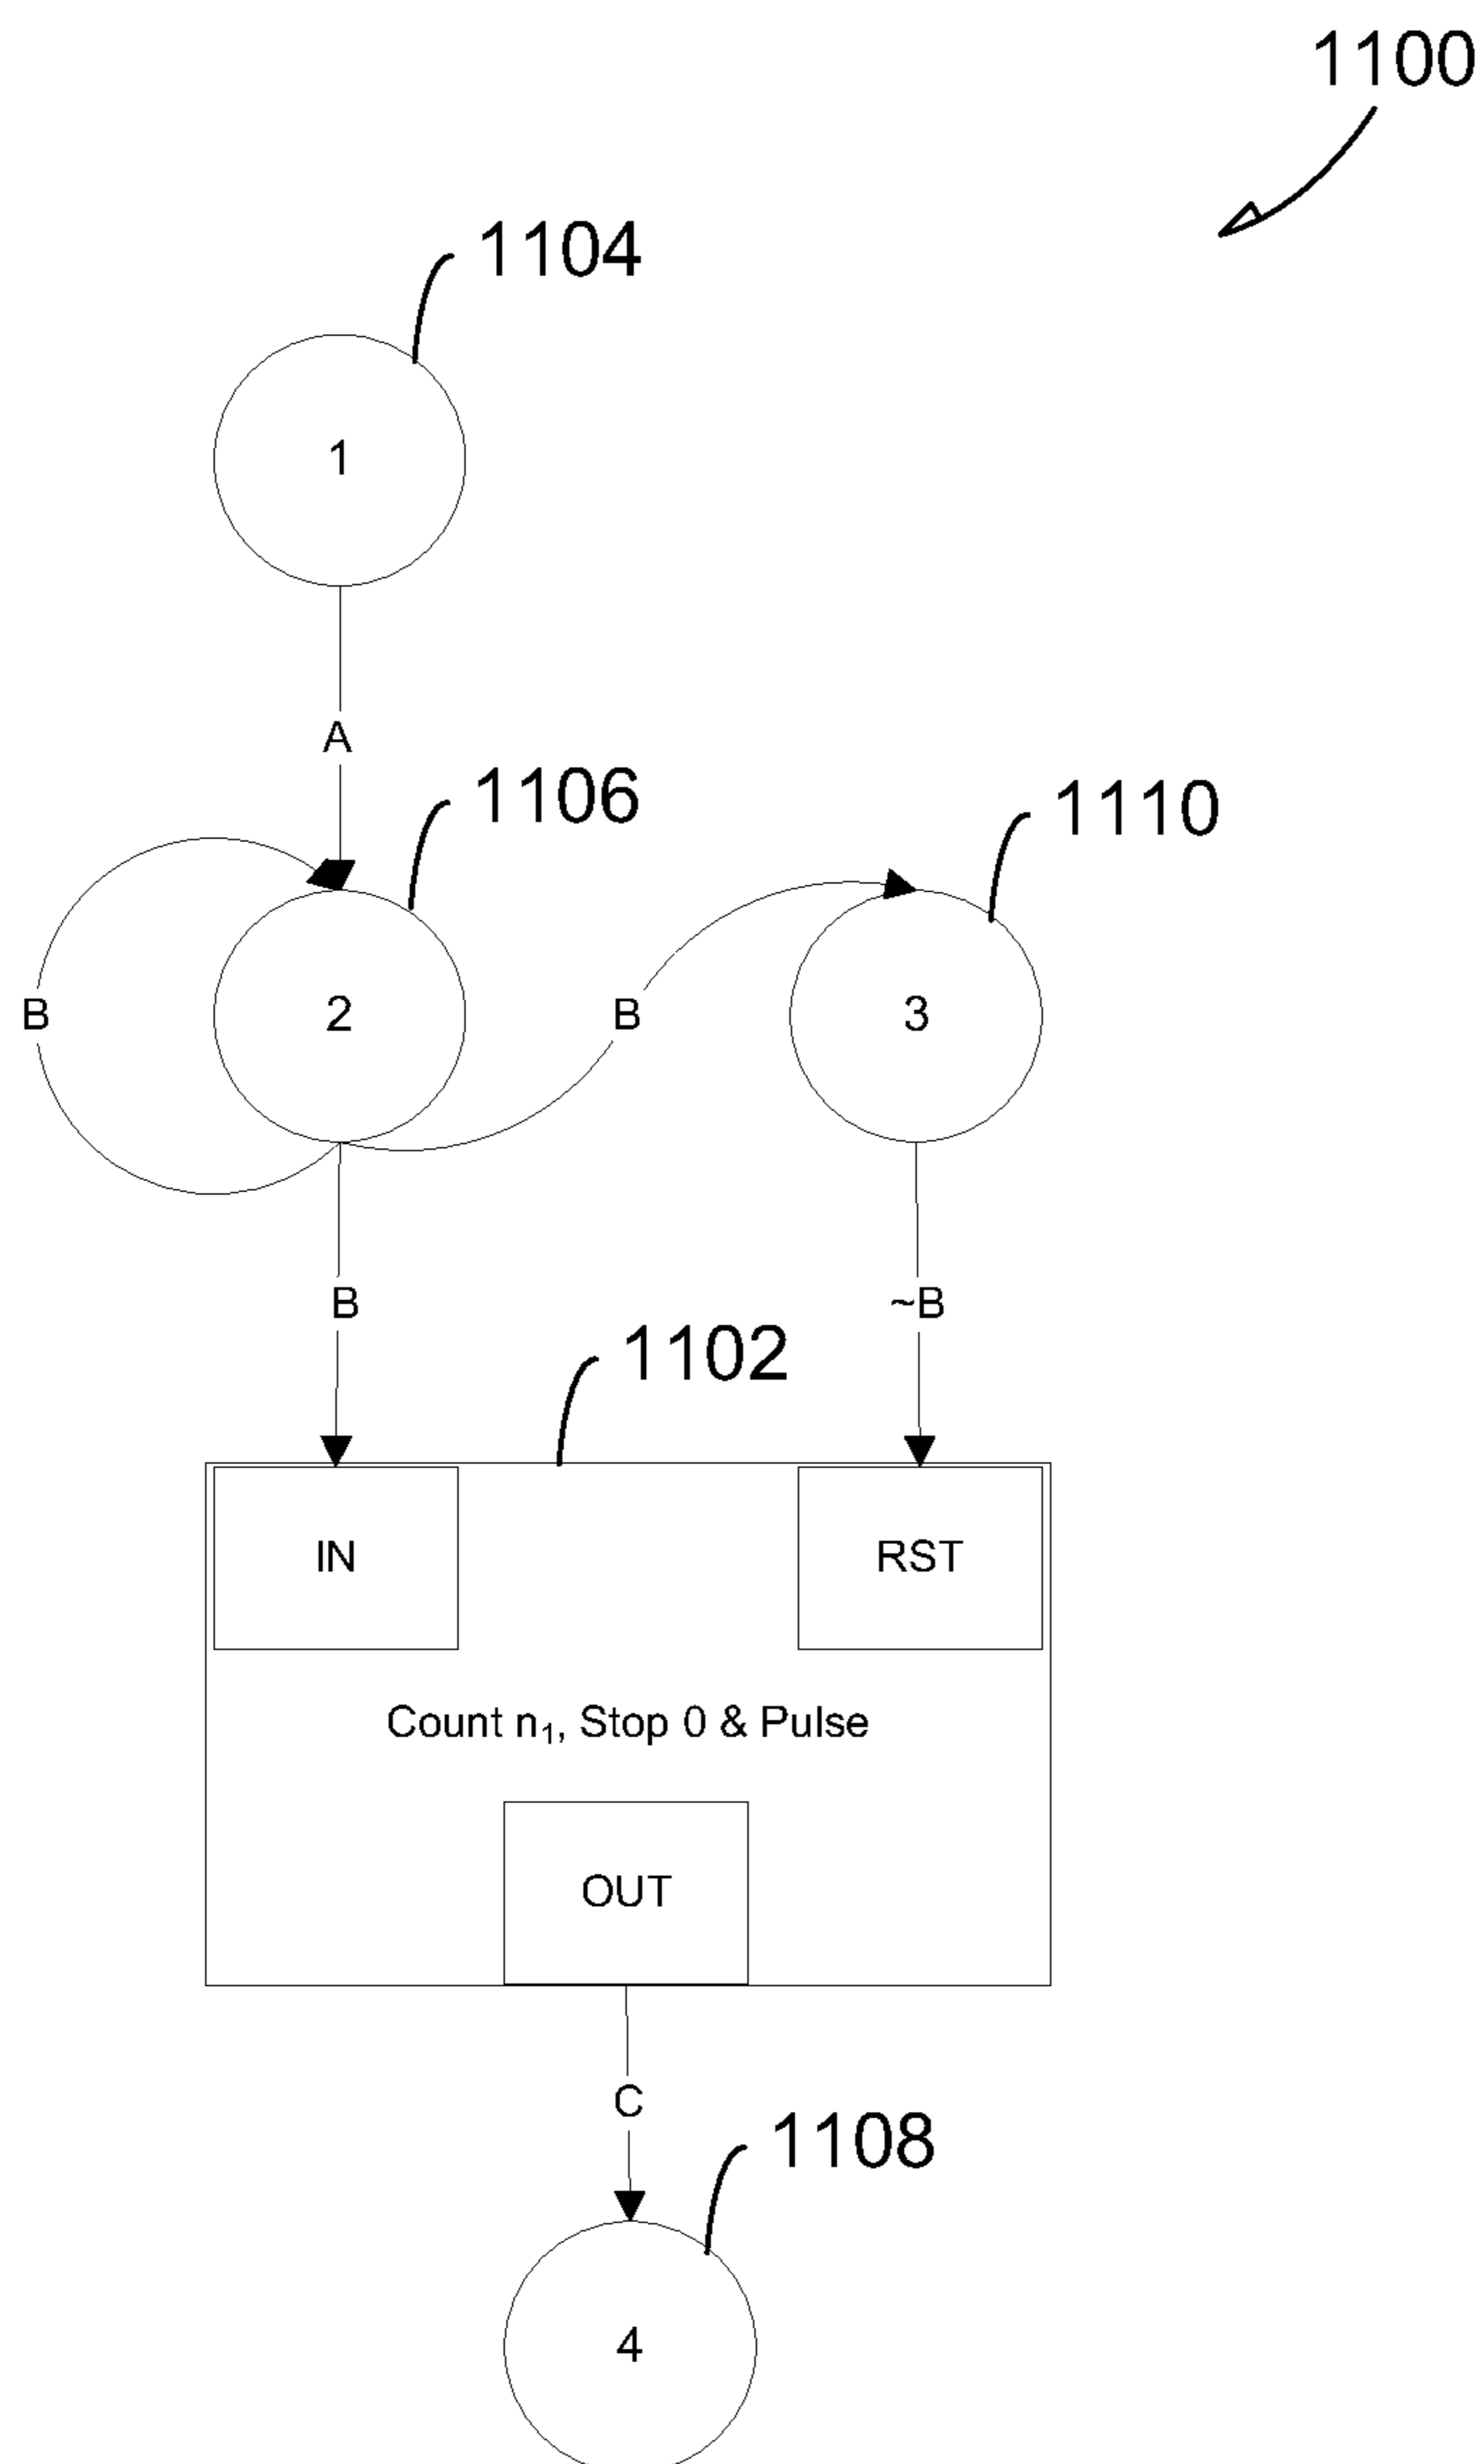 1100
1104
1
A
1106
1110
B
2
B
3
B
~B
1102
IN
RST
Count n₁, Stop 0 & Pulse
OUT
C
1108
4